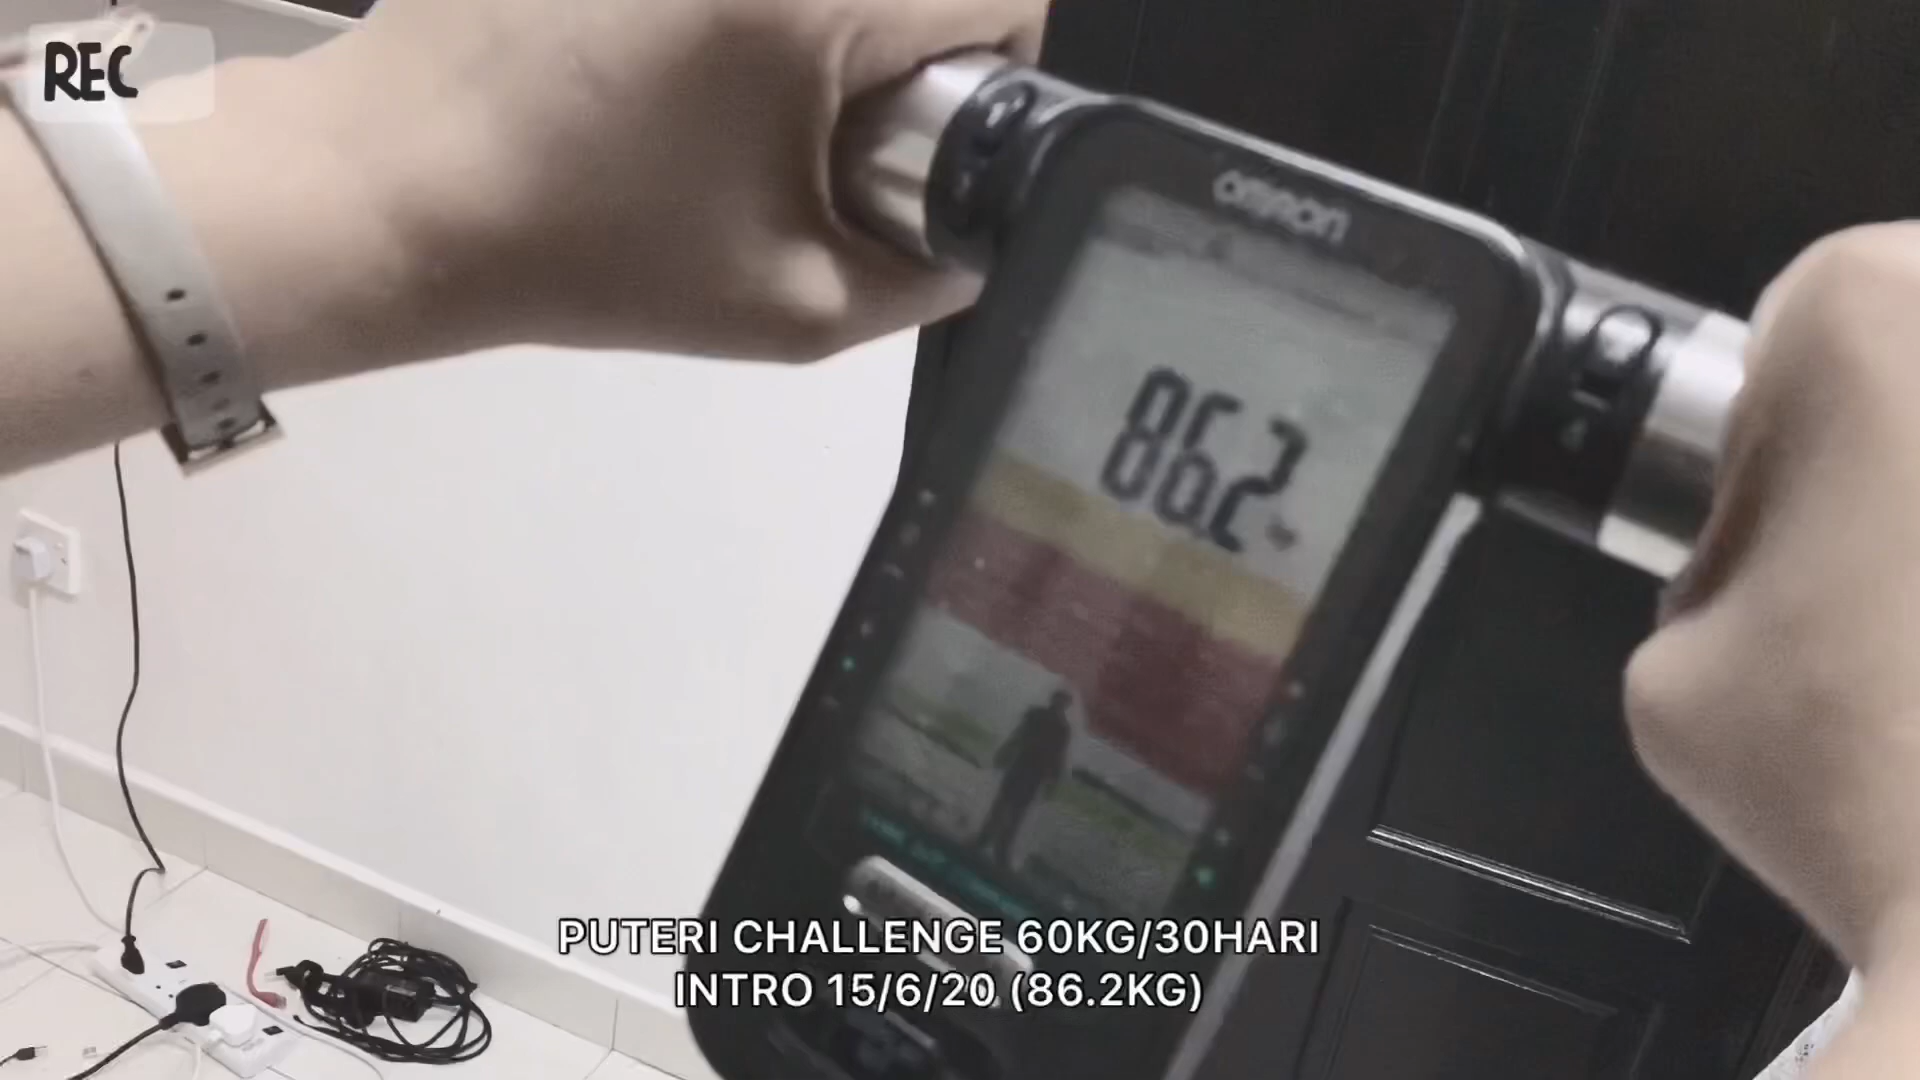 REC
omron
86.2
PUTERI CHALLENGE 60KG/30HARI
INTRO 15/6/20 (86.2KG)